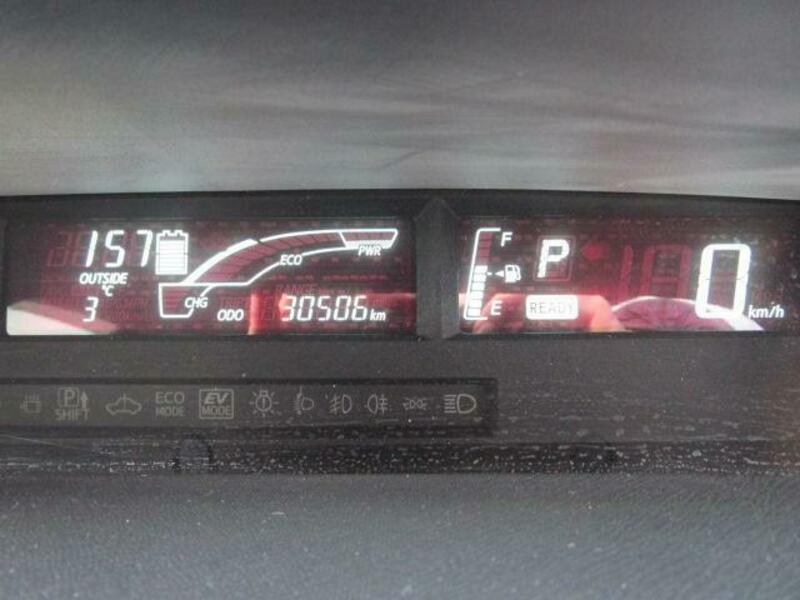 157
OUTSIDE
°C
3
CHG
ECO
PWR
ODO 30506 km
F
E
P
READY
0 km/h
P
SHIFT
ECO
MODE
EV
MODE